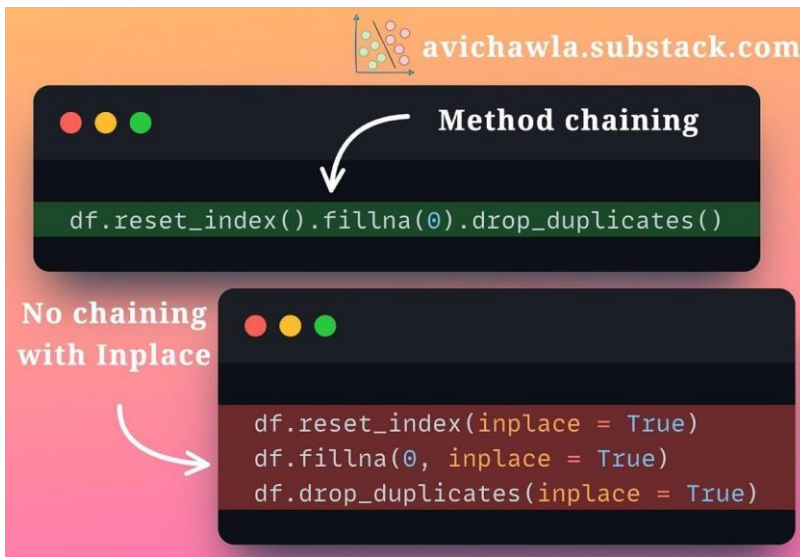 avichawla.substack.com
Method chaining
df.reset_index().fillna(0).drop_duplicates()
No chaining
with Inplace
df.reset_index(inplace = True)
df.fillna(0, inplace = True)
df.drop_duplicates(inplace = True)